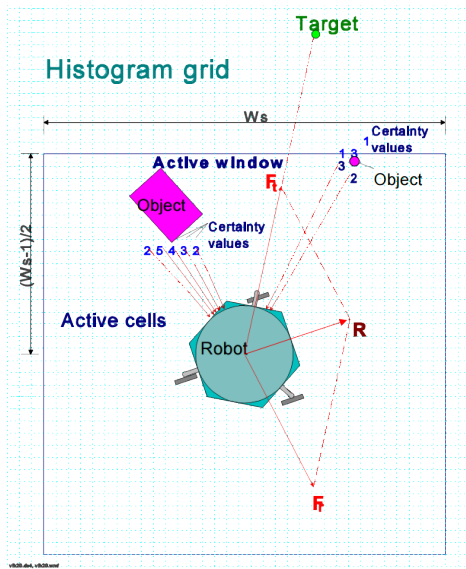 Target
Histogram grid
Ws
1 Certainty
values
1 3
3
2
Active window
Ft
Object
Object
Certainty
values
2 5 4 3 2
(Ws-1)/2
Active cells
R
Robot
Fr